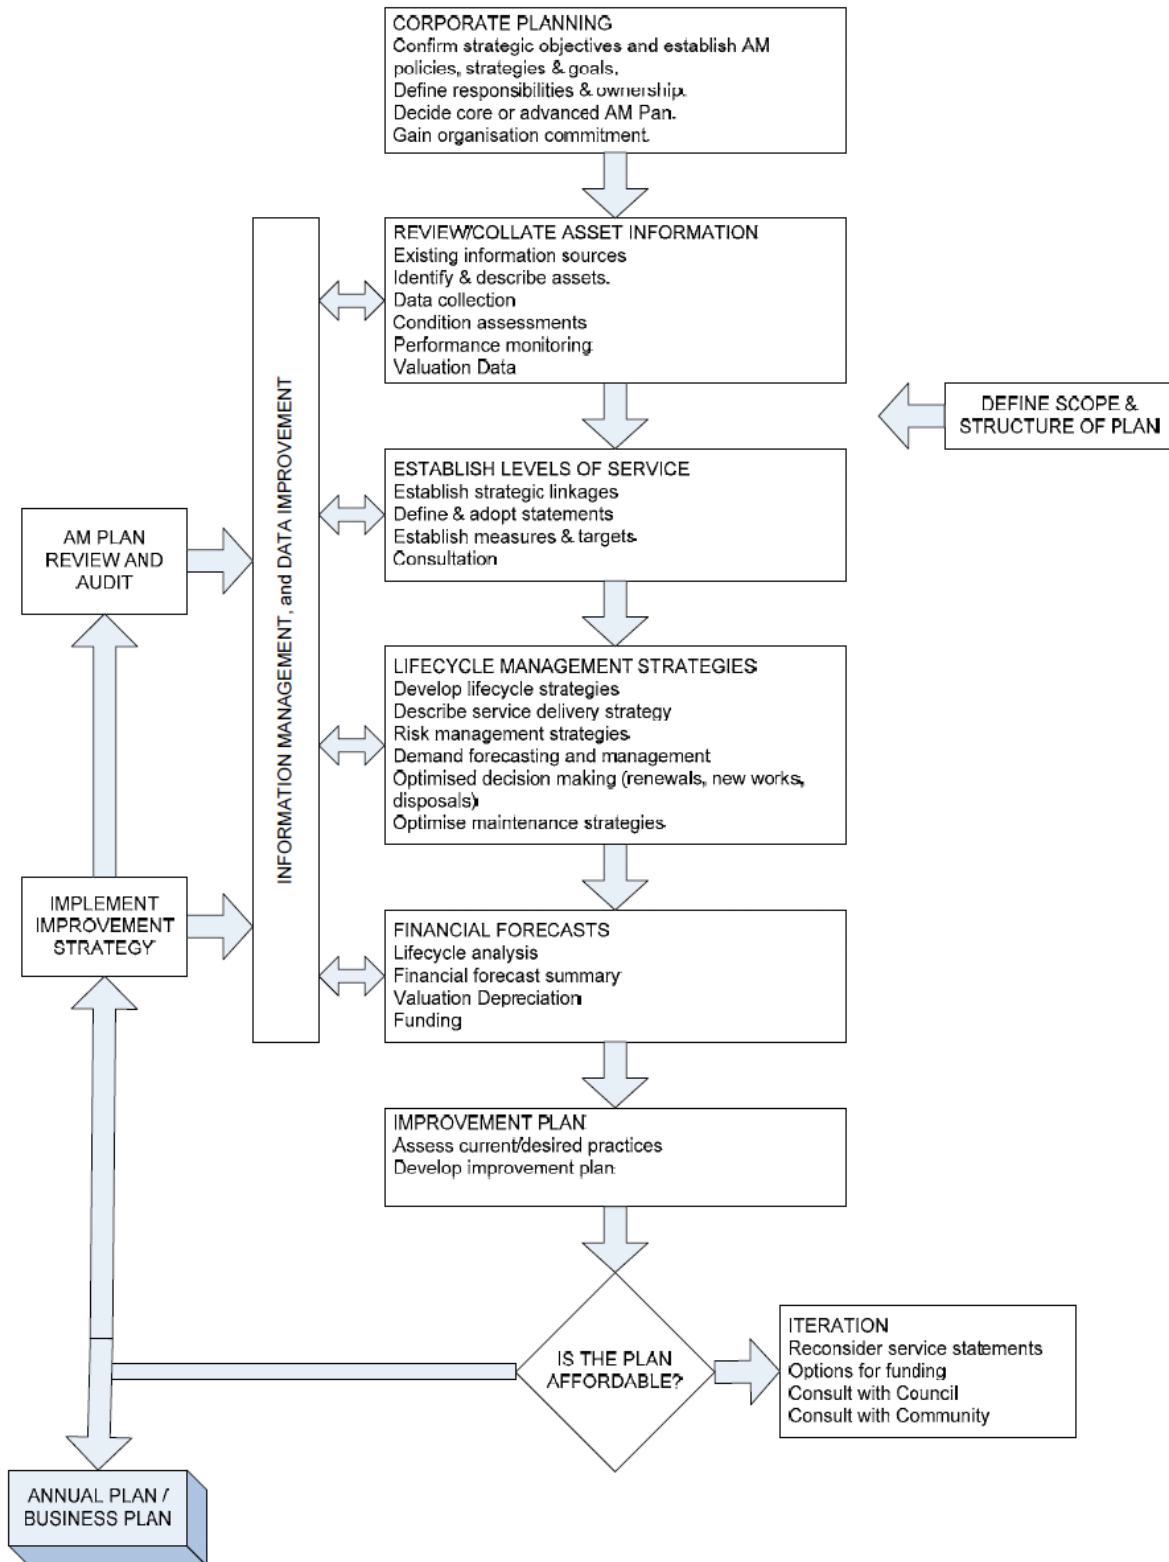 CORPORATE PLANNING
Confirm strategic objectives and establish AM
policies, strategies & goals.
Define responsibilities & ownership.
Decide core or advanced AM Pan.
Gain organisation commitment.
REVIEW/COLLATE ASSET INFORMATION
Existing information sources
Identify & describe assets.
Data collection
Condition assessments
Performance monitoring
Valuation Data
DEFINE SCOPE &
STRUCTURE OF PLAN
INFORMATION MANAGEMENT, and DATA IMPROVEMENT
ESTABLISH LEVELS OF SERVICE
Establish strategic linkages
Define & adopt statements
Establish measures & targets
Consultation
AM PLAN
REVIEW AND
AUDIT
LIFECYCLE MANAGEMENT STRATEGIES
Develop lifecycle strategies
Describe service delivery strategy
Risk management strategies
Demand forecasting and management
Optimised decision making (renewals, new works,
disposals)
Optimise maintenance strategies
IMPLEMENT
IMPROVEMENT
STRATEGY
FINANCIAL FORECASTS
Lifecycle analysis
Financial forecast summary
Valuation Depreciation
Funding
IMPROVEMENT PLAN
Assess current/desired practices
Develop improvement plan
IS THE PLAN
AFFORDABLE?
ITERATION
Reconsider service statements
Options for funding
Consult with Council
Consult with Community
ANNUAL PLAN /
BUSINESS PLAN